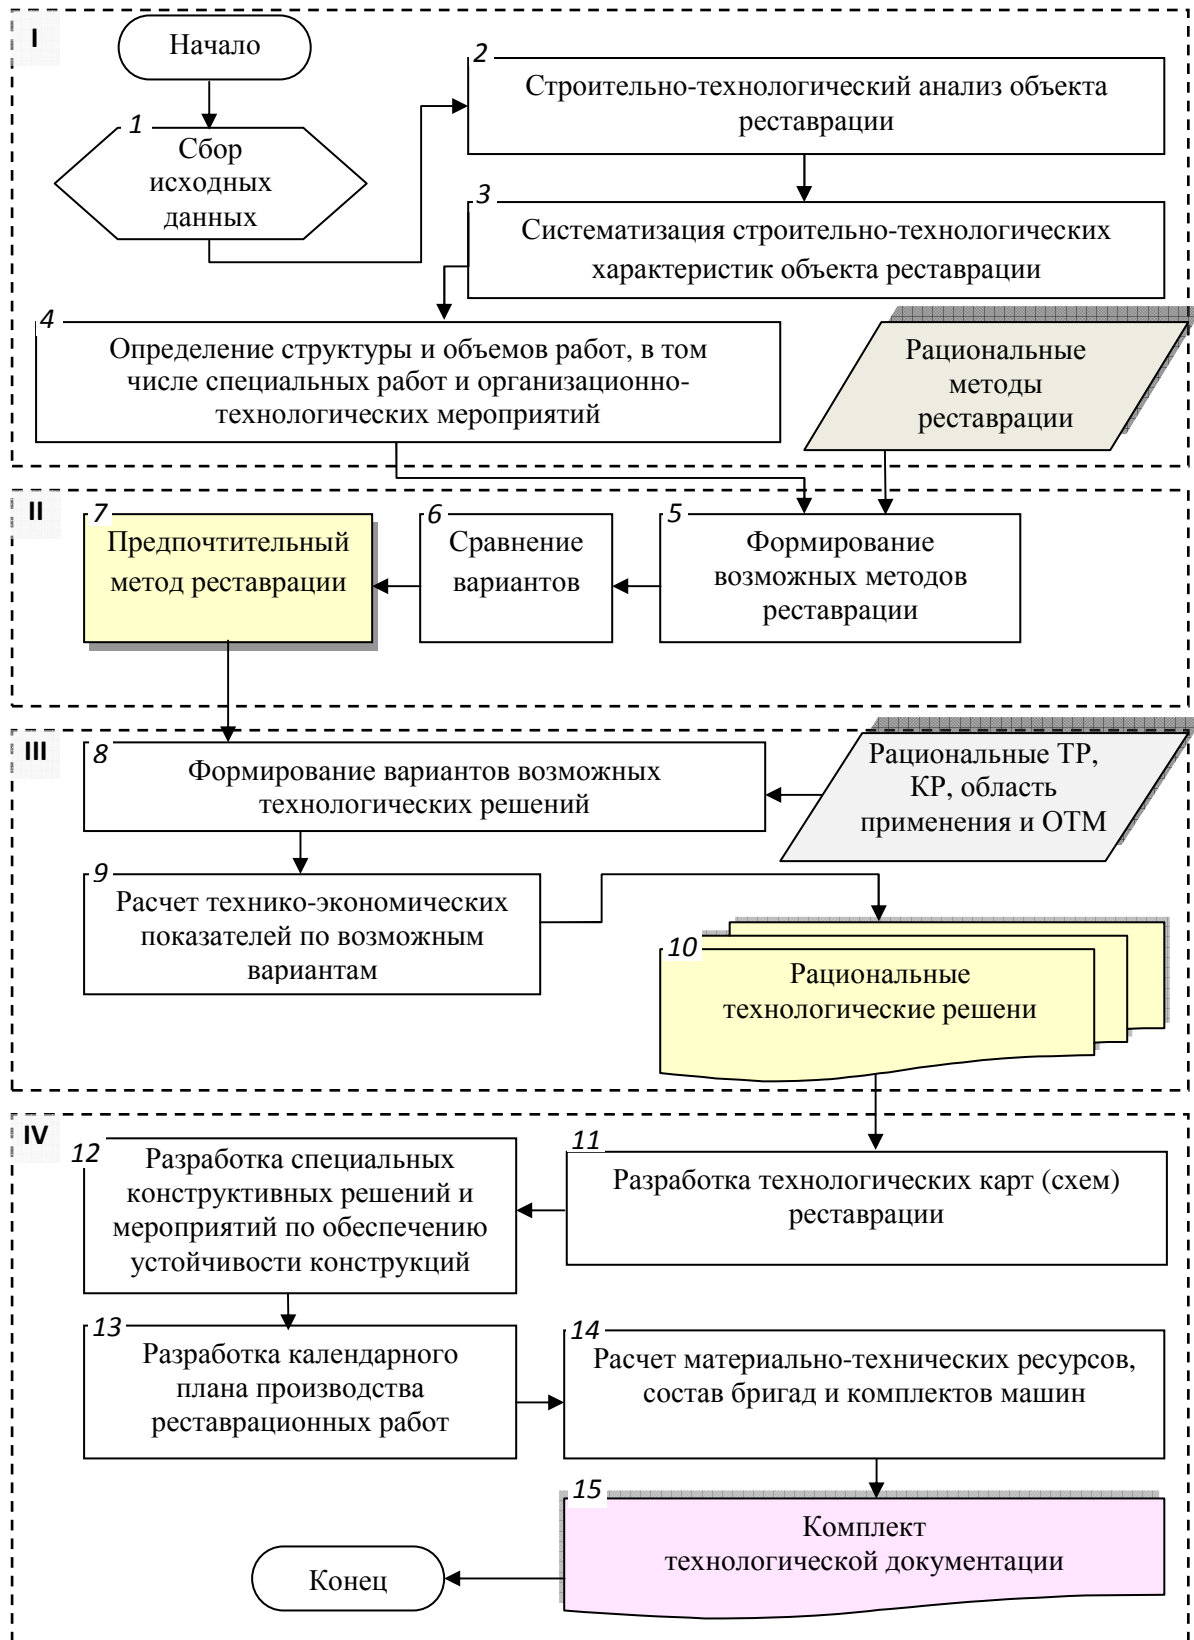 I
Начало
1
Сбор
исходных
данных
2
Строительно-технологический анализ объекта
реставрации
3
Систематизация строительно-технологических
характеристик объекта реставрации
4
Определение структуры и объемов работ, в том
числе специальных работ и организационно-
технологических мероприятий
Рациональные
методы
реставрации
II
7
Предпочтительный
метод реставрации
6
Сравнение
вариантов
5
Формирование
возможных методов
реставрации
III
8
Формирование вариантов возможных
технологических решений
Рациональные ТР,
КР, область
применения и ОТМ
9
Расчет технико-экономических
показателей по возможным
вариантам
10
Рациональные
технологические решени
IV
12
Разработка специальных
конструктивных решений и
мероприятий по обеспечению
устойчивости конструкций
11
Разработка технологических карт (схем)
реставрации
13
Разработка календарного
плана производства
реставрационных работ
14
Расчет материально-технических ресурсов,
состав бригад и комплектов машин
15
Комплект
технологической документации
Конец